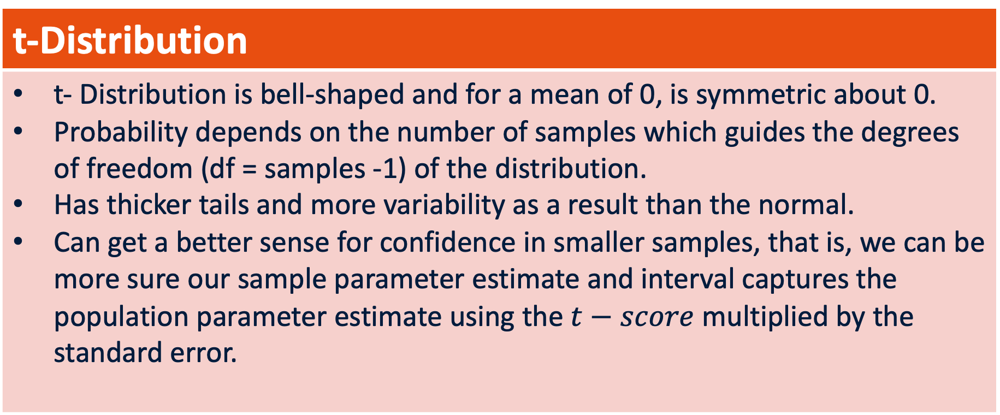 t-Distribution
• t- Distribution is bell-shaped and for a mean of 0, is symmetric about 0.
• Probability depends on the number of samples which guides the degrees
of freedom (df = samples -1) of the distribution.
• Has thicker tails and more variability as a result than the normal.
• Can get a better sense for confidence in smaller samples, that is, we can be
more sure our sample parameter estimate and interval captures the
population parameter estimate using the t − score multiplied by the
standard error.